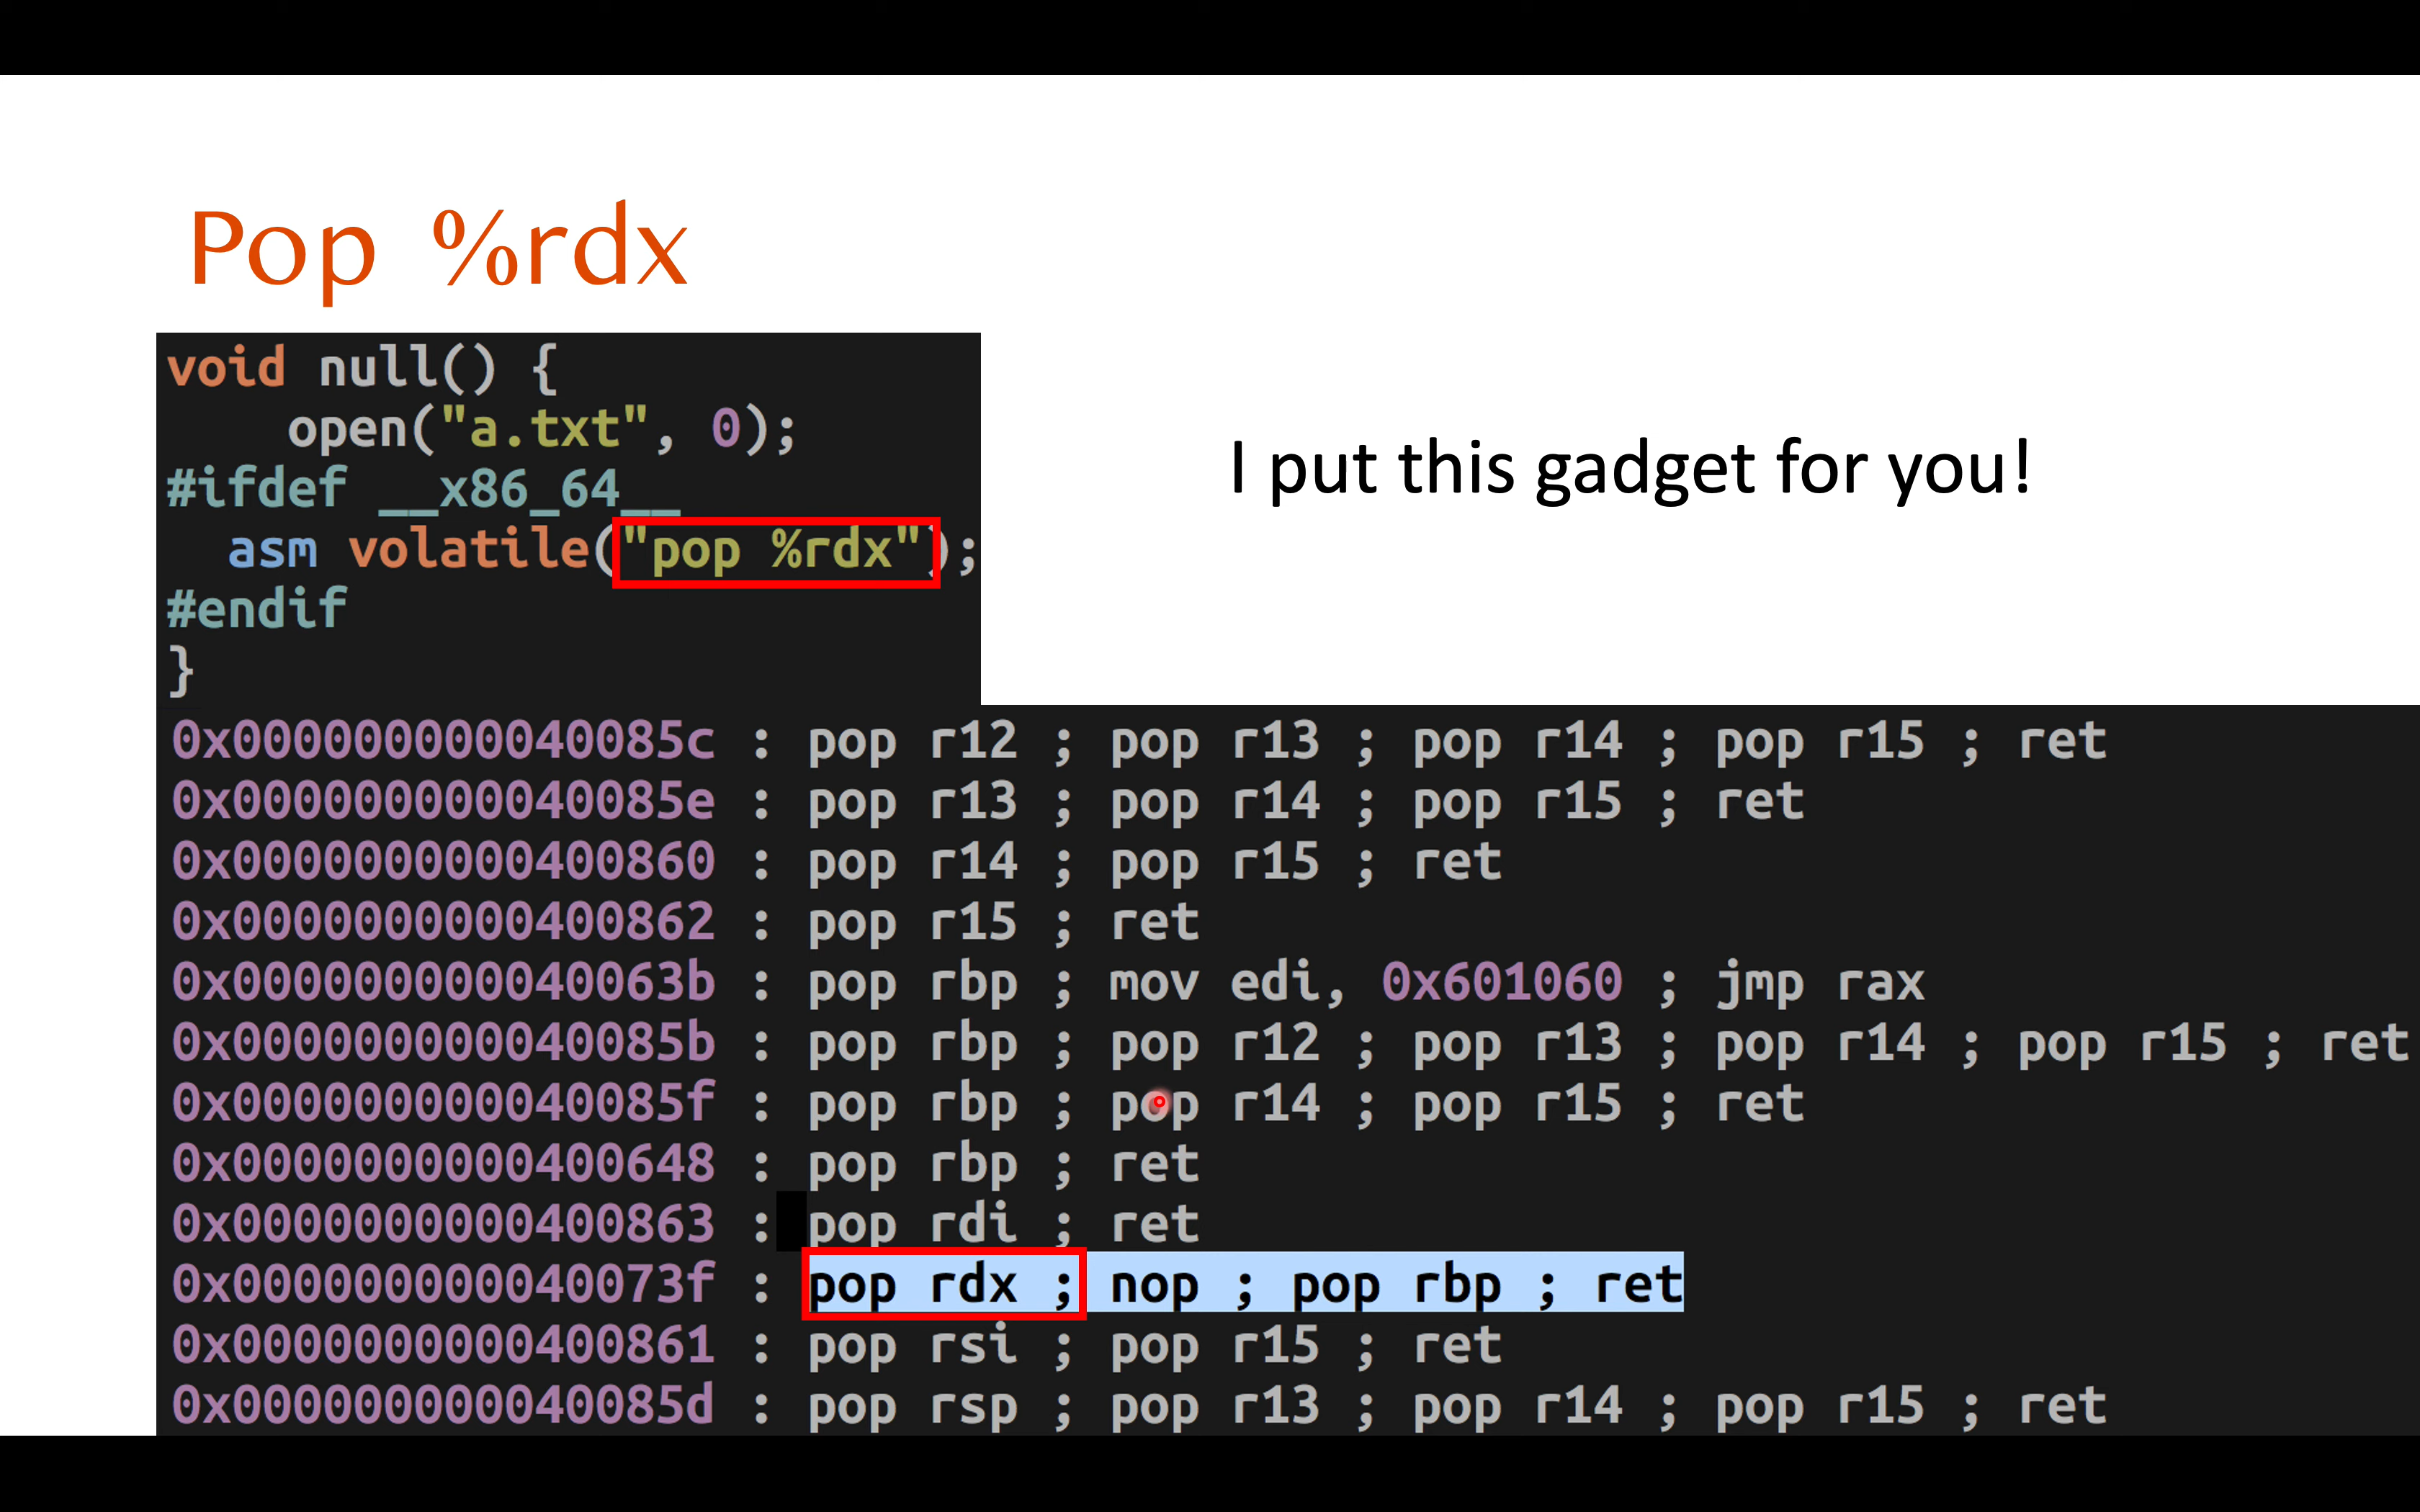 Pop %rdx
void null() {
open("a.txt", 0);
#ifdef __x86_64__
asm volatile("pop %rdx");
#endif
}
I put this gadget for you!
0x000000000040085c : pop r12 ; pop r13 ; pop r14 ; pop r15 ; ret
0x000000000040085e : pop r13 ; pop r14 ; pop r15 ; ret
0x0000000000400860 : pop r14 ; pop r15 ; ret
0x0000000000400862 : pop r15 ; ret
0x000000000040063b : pop rbp ; mov edi, 0x601060 ; jmp rax
0x000000000040085b : pop rbp ; pop r12 ; pop r13 ; pop r14 ; pop r15 ; ret
0x000000000040085f : pop rbp ; pop r14 ; pop r15 ; ret
0x0000000000400648 : pop rbp ; ret
0x0000000000400863 : pop rdi ; ret
0x000000000040073f : pop rdx ; nop ; pop rbp ; ret
0x0000000000400861 : pop rsi ; pop r15 ; ret
0x000000000040085d : pop rsp ; pop r13 ; pop r14 ; pop r15 ; ret